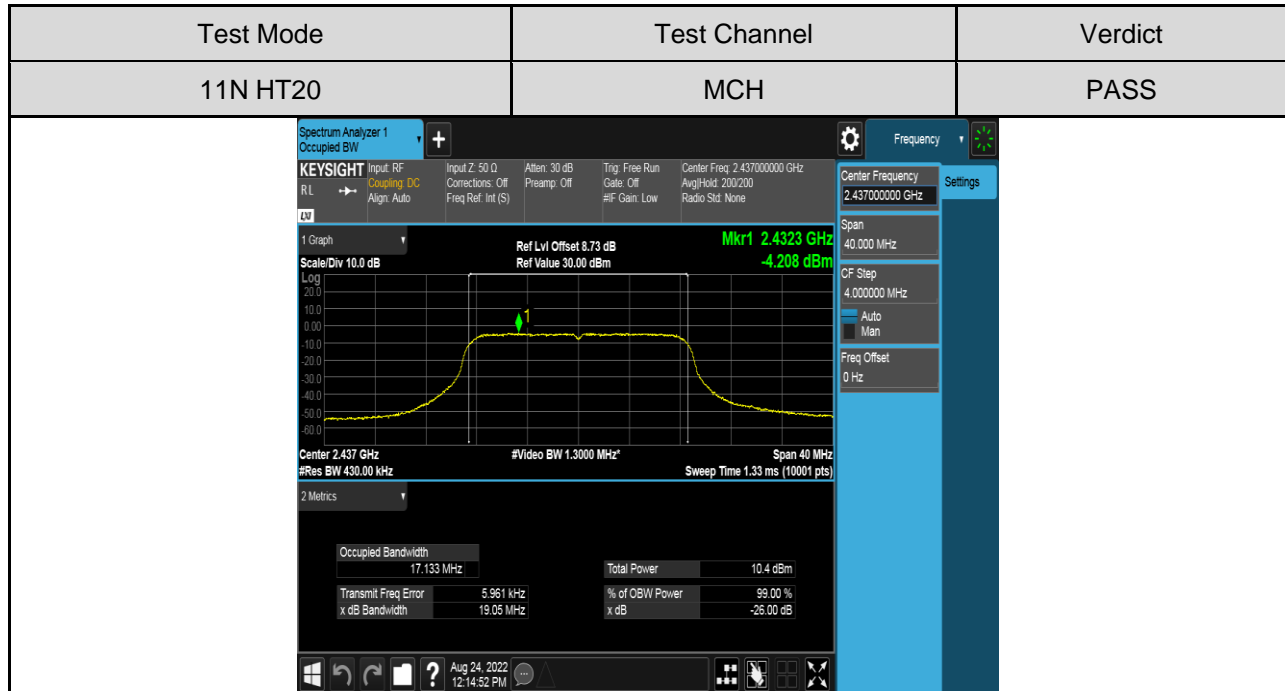 Test Mode Test Channel Verdict
11N HT20 MCH PASS
Spectrum Analyzer 1
Occupied BW
+
Frequency
KEYSIGHT
RL
LXI
Input: RF
Coupling: DC
Align: Auto
Input Z: 50 Ω
Corrections: Off
Freq Ref: Int (S)
Atten: 30 dB
Preamp: Off
Trig: Free Run
Gate: Off
#IF Gain: Low
Center Freq: 2.437000000 GHz
Avg|Hold: 200/200
Radio Std: None
Center Frequency
2.437000000 GHz
Settings
Span
40.000 MHz
CF Step
4.000000 MHz
Auto
Man
Freq Offset
0 Hz
1 Graph
Scale/Div 10.0 dB
Ref Lvl Offset 8.73 dB
Ref Value 30.00 dBm
Mkr1 2.4323 GHz
-4.208 dBm
Log
20.0
10.0
0.00
-10.0
-20.0
-30.0
-40.0
-50.0
-60.0
1
Center 2.437 GHz
#Res BW 430.00 kHz
#Video BW 1.3000 MHz*
Span 40 MHz
Sweep Time 1.33 ms (10001 pts)
2 Metrics
Occupied Bandwidth
17.133 MHz
Total Power 10.4 dBm
Transmit Freq Error 5.961 kHz
% of OBW Power 99.00 %
x dB Bandwidth 19.05 MHz
x dB -26.00 dB
?
Aug 24, 2022
12:14:52 PM